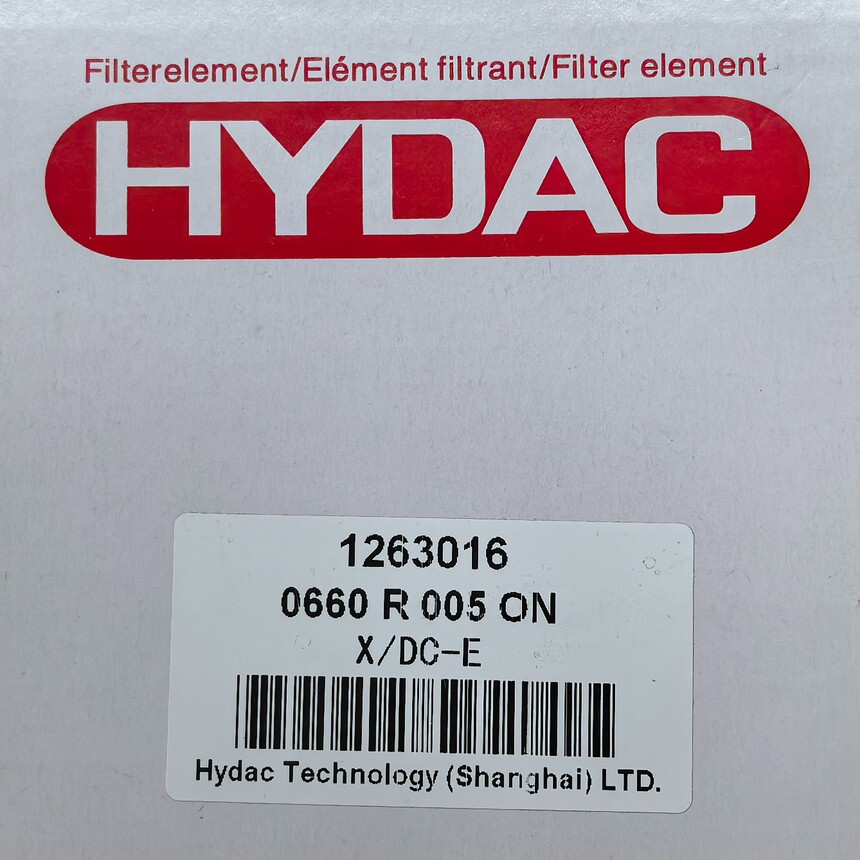 Filterelement/Elément filtrant/Filter element
HYDAC
1263016
0660 R 005 ON
X/DC-E
Hydac Technology (Shanghai) LTD.